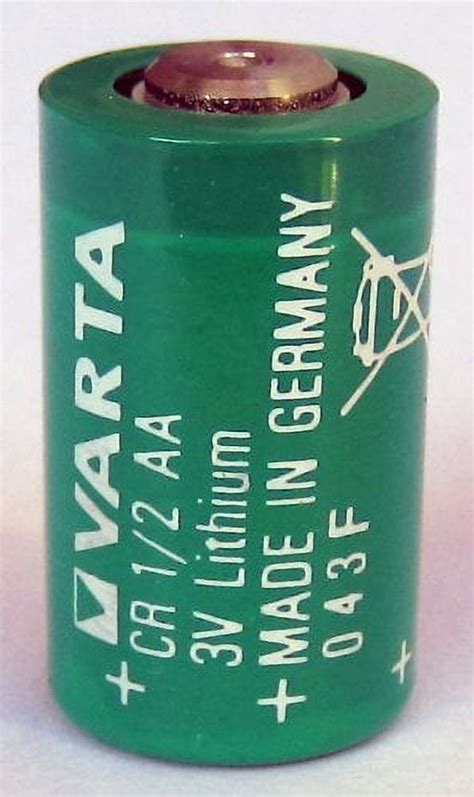 VARTA
CR 1/2 AA
3V Lithium
MADE IN GERMANY
043F
+
+
+